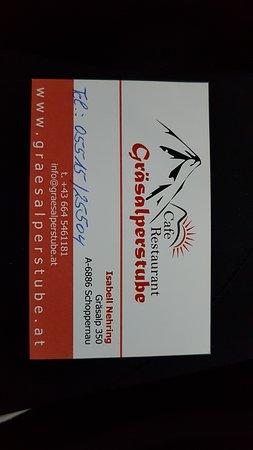 Cafe
Restaurant
Gräsalperstube
Isabell Nehring
Gräsalp 350
A-6886 Schoppernau
Tel.: 05515/25504
t. +43 664 5461181
info@graesalperstube.at
www.graesalperstube.at